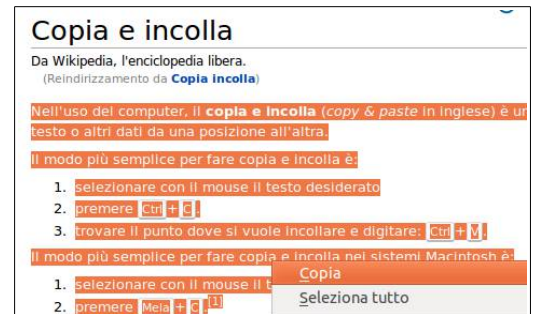 Copia e incolla
Da Wikipedia, l'enciclopedia libera.
(Reindirizzamento da Copia incolla)
Nell'uso del computer, il copia e incolla (copy & paste in inglese) è un
testo o altri dati da una posizione all'altra.
Il modo più semplice per fare copia e incolla è:
1. selezionare con il mouse il testo desiderato
2. premere Ctrl + C.
3. trovare il punto dove si vuole incollare e digitare: Ctrl + V.
Il modo più semplice per fare copia e incolla nei sistemi Macintosh è:
1. selezionare con il mouse il t
Copia
2. premere Mela + C.[1]
Seleziona tutto